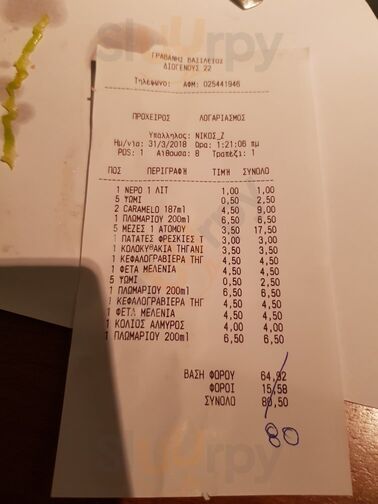 ΓΡΑΒΑΝΗΣ ΒΑΣΙΛΕΙΟΣ
ΔΙΟΓΕΝΟΥΣ 22
Τηλέφωνο: ΑΦΜ: 025441946
ΠΡΟΧΕΙΡΟΣ ΛΟΓΑΡΙΑΣΜΟΣ
Υπάλληλος: ΝΙΚΟΣ_Ζ
Ημ/νια: 31/3/2018 Ωρα: 1:21:06 πμ
POS: 1 Αίθουσα: 8 Τραπέζι: 1
ΠΟΣ ΠΕΡΙΓΡΑΦΗ ΤΙΜΗ ΣΥΝΟΛΟ
1 ΝΕΡΟ 1 ΛΙΤ 1,00 1,00
5 ΨΩΜΙ 0,50 2,50
2 CARAMELO 187ml 4,50 9,00
1 ΠΛΩΜΑΡΙΟΥ 200ml 6,50 6,50
5 ΜΕΖΕΣ 1 ΑΤΟΜΟΥ 3,50 17,50
1 ΠΑΤΑΤΕΣ ΦΡΕΣΚΙΕΣ Τ 3,00 3,00
1 ΚΟΛΟΚΥΘΑΚΙΑ ΤΗΓΑΝΙ 3,50 3,50
1 ΚΕΦΑΛΟΓΡΑΒΙΕΡΑ ΤΗΓ 4,50 4,50
1 ΦΕΤΑ ΜΕΛΕΝΙΑ 4,50 4,50
5 ΨΩΜΙ 0,50 2,50
1 ΠΛΩΜΑΡΙΟΥ 200ml 6,50 6,50
1 ΚΕΦΑΛΟΓΡΑΒΙΕΡΑ ΤΗΓ 4,50 4,50
1 ΦΕΤΑ ΜΕΛΕΝΙΑ 4,50 4,50
1 ΚΟΛΙΟΣ ΑΛΜΥΡΟΣ 4,00 4,00
1 ΠΛΩΜΑΡΙΟΥ 200ml 6,50 6,50
ΒΑΣΗ ΦΟΡΟΥ 64,92
ΦΟΡΟΙ 15,58
ΣΥΝΟΛΟ 80,50
80
Sluurpy
Sluurpy